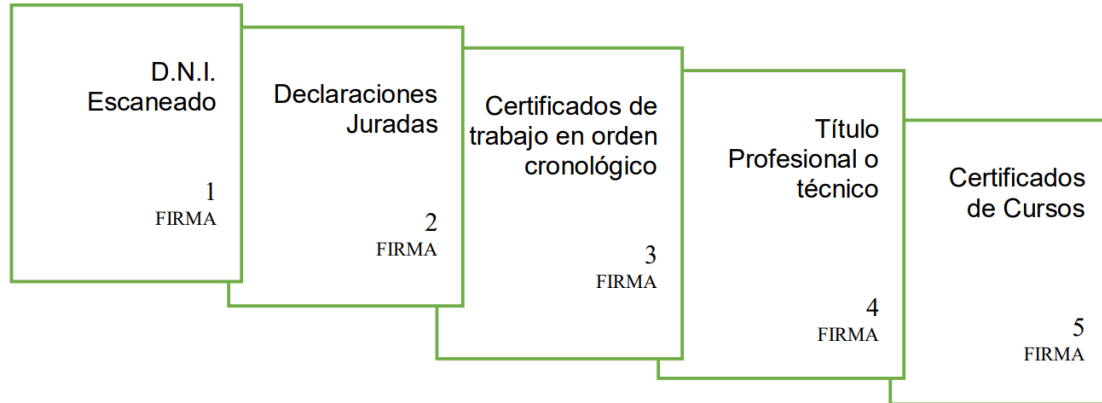 D.N.I.
Escaneado
1
FIRMA
Declaraciones
Juradas
2
FIRMA
Certificados de
trabajo en orden
cronológico
3
FIRMA
Título
Profesional o
técnico
4
FIRMA
Certificados
de Cursos
5
FIRMA